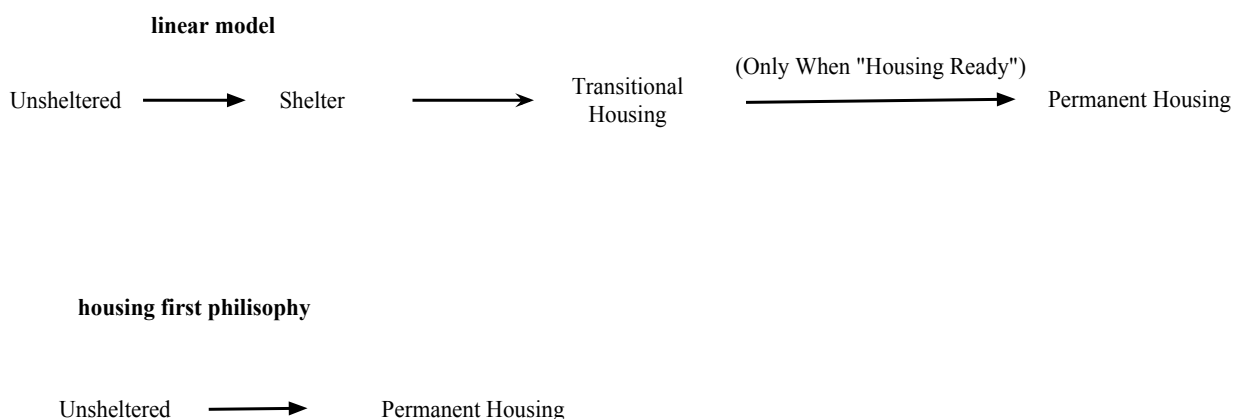 linear model
(Only When "Housing Ready")
Unsheltered Shelter Transitional Housing Permanent Housing
housing first philisophy
Unsheltered Permanent Housing